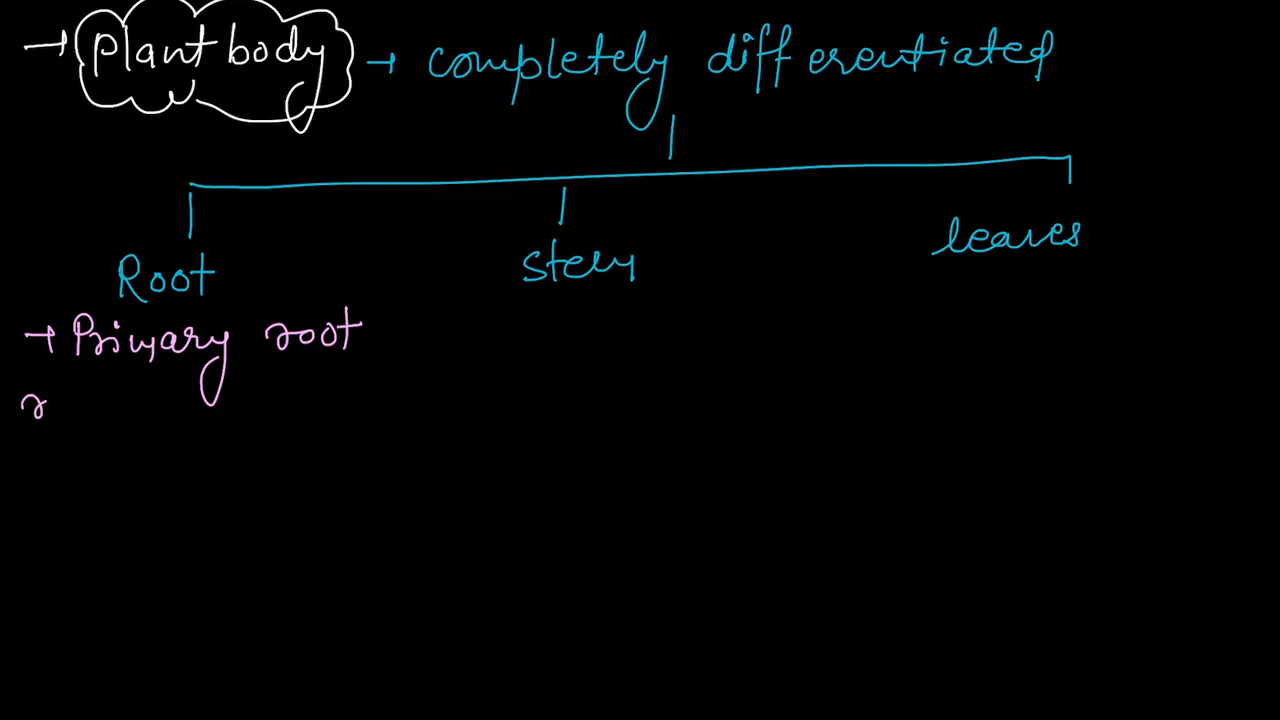 → Plant body → completely differentiated
Root stem leaves
→ Primary root
r